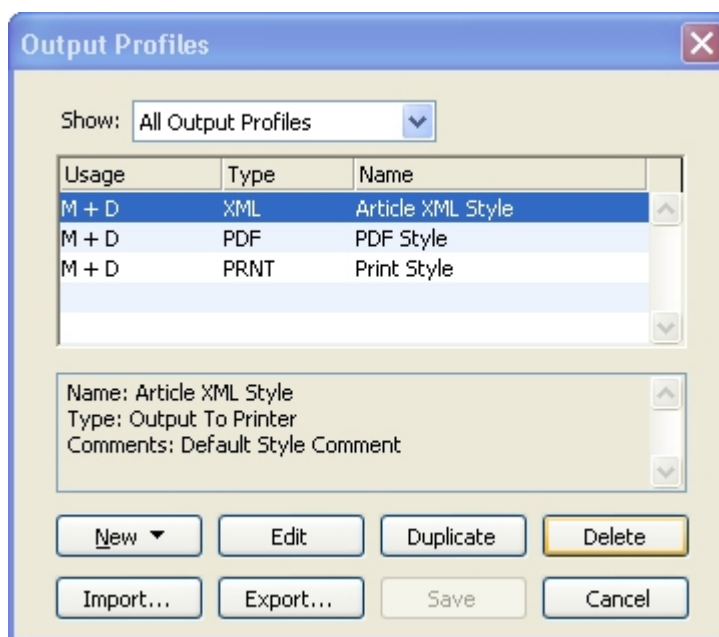 Output Profiles
Show: All Output Profiles
Usage Type Name
M + D XML Article XML Style
M + D PDF PDF Style
M + D PRNT Print Style
Name: Article XML Style
Type: Output To Printer
Comments: Default Style Comment
New Edit Duplicate Delete
Import... Export... Save Cancel